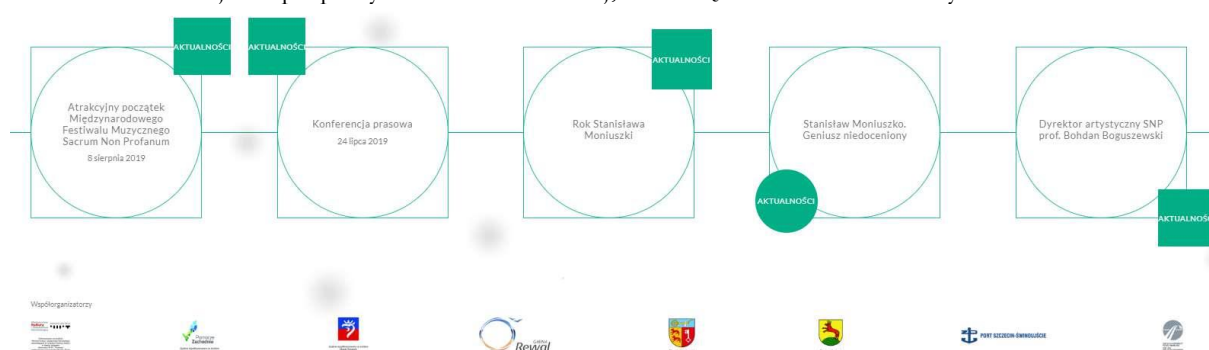 AKTUALNOŚCI
AKTUALNOŚCI
AKTUALNOŚCI
Atrakcyjny początek
Międzynarodowego
Festiwalu Muzycznego
Sacrum Non Profanum
8 sierpnia 2019
Konferencja prasowa
24 lipca 2019
Rok Stanisława
Moniuszki
Stanisław Moniuszko.
Geniusz niedoceniony
Dyrektor artystyczny SNP
prof. Bohdan Boguszewski
AKTUALNOŚCI
AKTUALNOŚCI
Współorganizatorzy
Pomorze
Zachodnie
GMINA
Rewal
PORT SZCZECIN-ŚWINOUJŚCIE